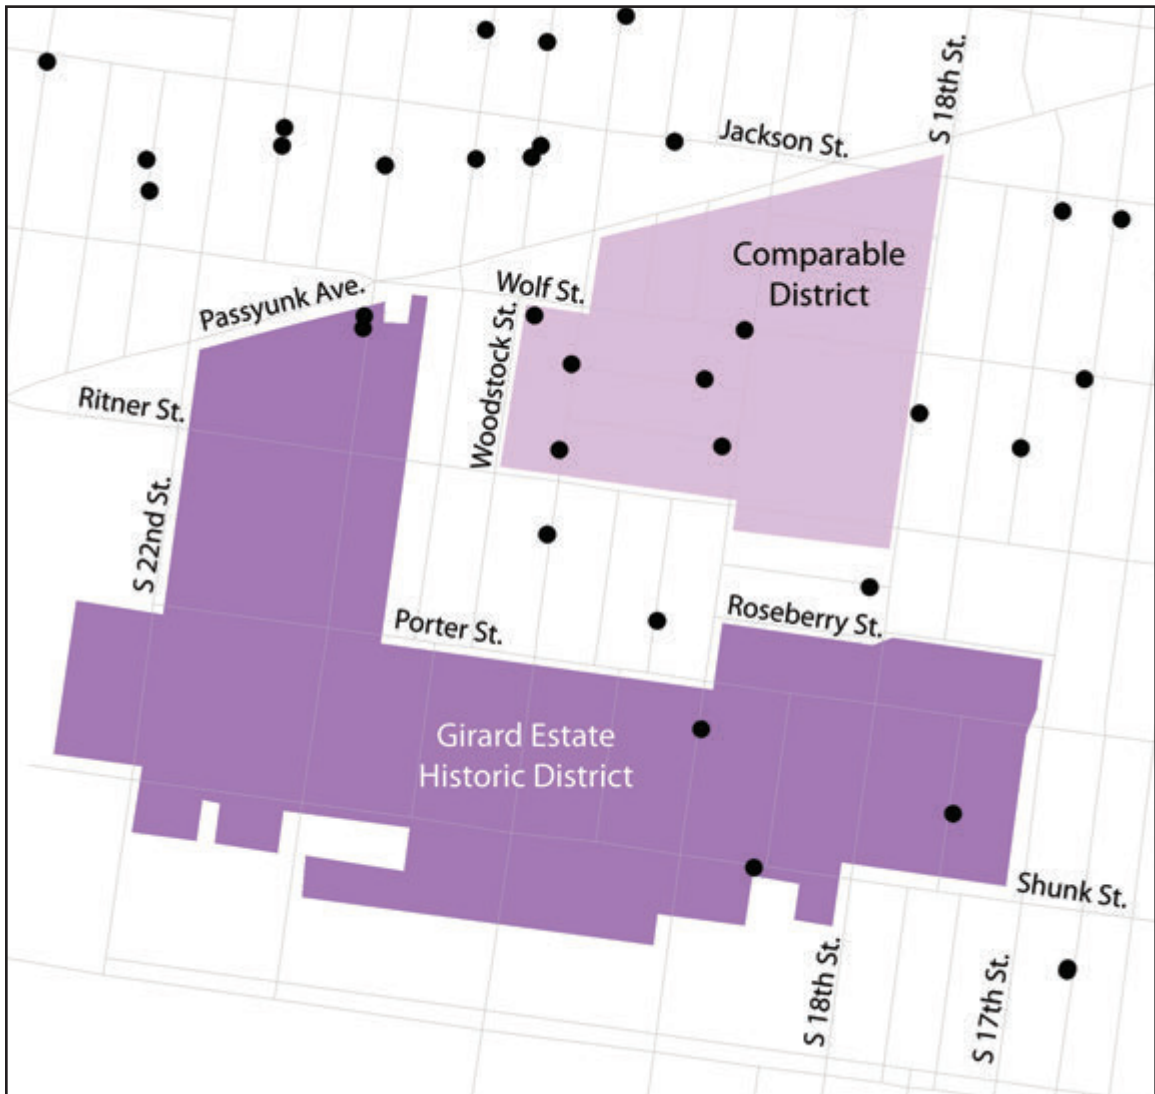 S 18th St.
Jackson St.
Comparable
District
Wolf St.
Passyunk Ave.
Woodstock St.
Ritner St.
S 22nd St.
Roseberry St.
Porter St.
Girard Estate
Historic District
Shunk St.
S 18th St.
S 17th St.